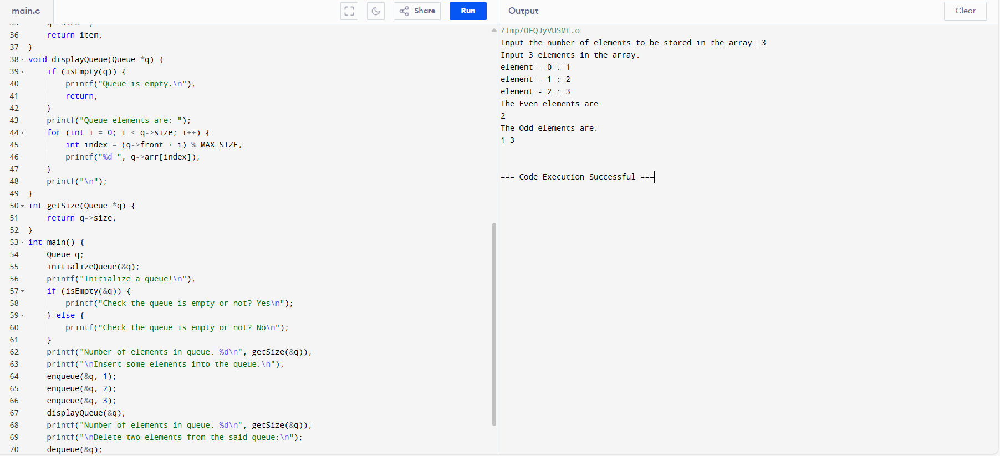 main.c
Share
Run
Output
Clear
36 return item;
37 }
38 void displayQueue(Queue *q) {
39 if (isEmpty(q)) {
40 printf("Queue is empty.\n");
41 return;
42 }
43 printf("Queue elements are: ");
44 for (int i = 0; i < q->size; i++) {
45 int index = (q->front + i) % MAX_SIZE;
46 printf("%d ", q->arr[index]);
47 }
48 printf("\n");
49 }
50 int getSize(Queue *q) {
51 return q->size;
52 }
53 int main() {
54 Queue q;
55 initializeQueue(&q);
56 printf("Initialize a queue!\n");
57 if (isEmpty(&q)) {
58 printf("Check the queue is empty or not? Yes\n");
59 } else {
60 printf("Check the queue is empty or not? No\n");
61 }
62 printf("Number of elements in queue: %d\n", getSize(&q));
63 printf("\nInsert some elements into the queue:\n");
64 enqueue(&q, 1);
65 enqueue(&q, 2);
66 enqueue(&q, 3);
67 displayQueue(&q);
68 printf("Number of elements in queue: %d\n", getSize(&q));
69 printf("\nDelete two elements from the said queue:\n");
70 dequeue(&q);
/tmp/0FQJyVUSMt.o
Input the number of elements to be stored in the array: 3
Input 3 elements in the array:
element - 0 : 1
element - 1 : 2
element - 2 : 3
The Even elements are:
2
The Odd elements are:
1 3
=== Code Execution Successful ===